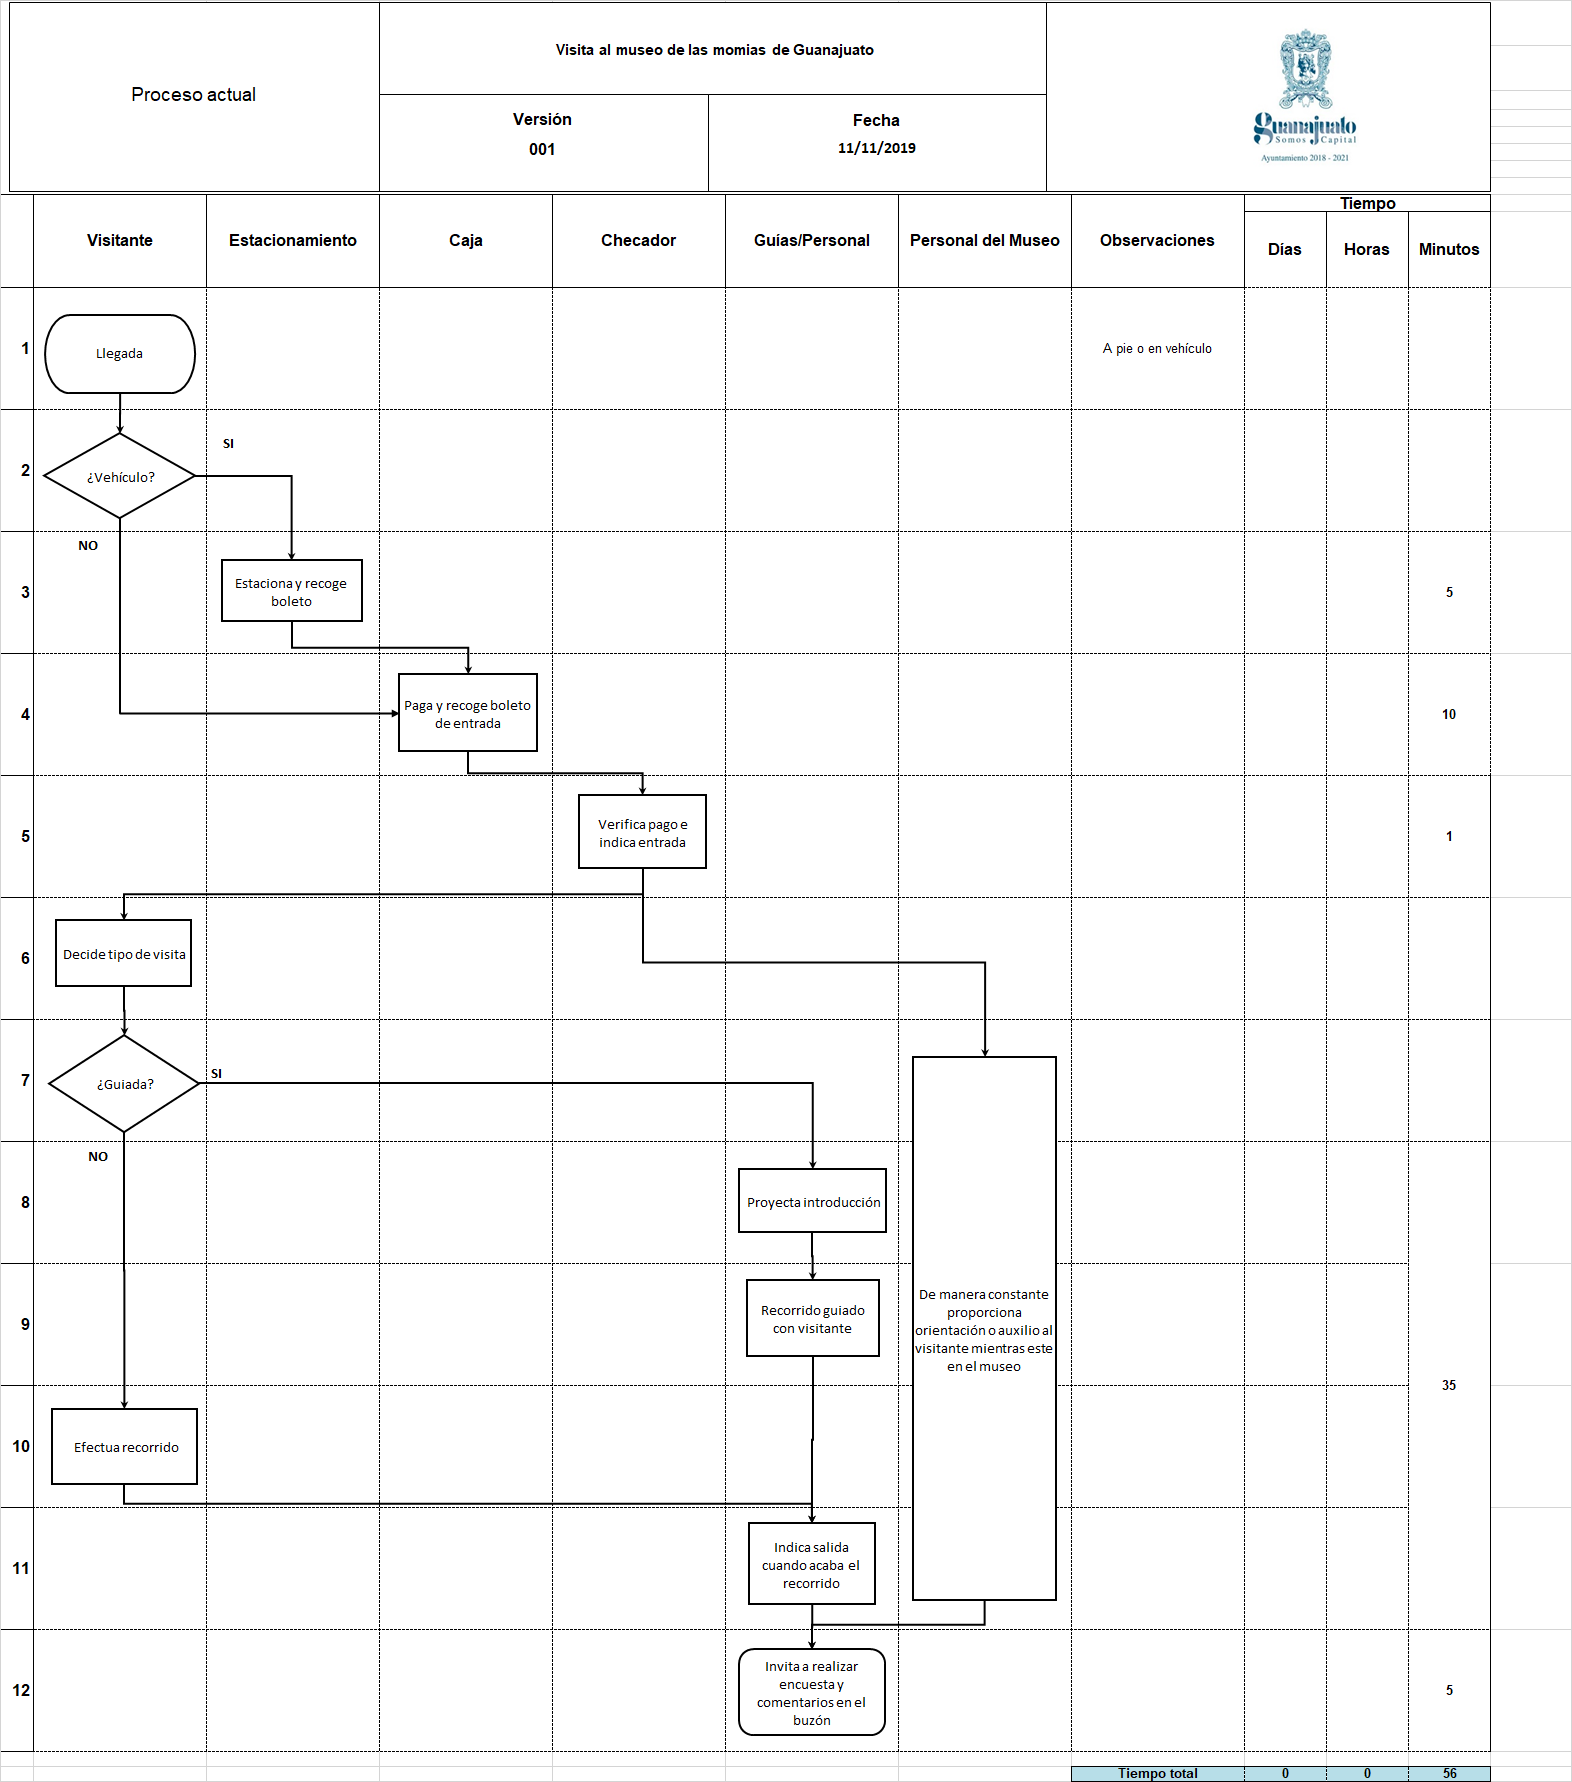 Proceso actual
Visita al museo de las momias de Guanajuato
Versión
001
Fecha
11/11/2019
guanajuato
Somos Capital
Ayuntamiento 2018 - 2021
Tiempo
Visitante
Estacionamiento
Caja
Checador
Guías/Personal
Personal del Museo
Observaciones
Días
Horas
Minutos
1
Llegada
A pie o en vehículo
2
¿Vehículo?
SI
NO
3
Estaciona y recoge
boleto
5
4
Paga y recoge boleto
de entrada
10
5
Verifica pago e
indica entrada
1
6
Decide tipo de visita
7
¿Guiada?
SI
NO
8
Proyecta introducción
9
Recorrido guiado
con visitante
De manera constante
proporciona
orientación o auxilio al
visitante mientras este
en el museo
35
10
Efectua recorrido
11
Indica salida
cuando acaba el
recorrido
12
Invita a realizar
encuesta y
comentarios en el
buzón
5
Tiempo total
0
0
56